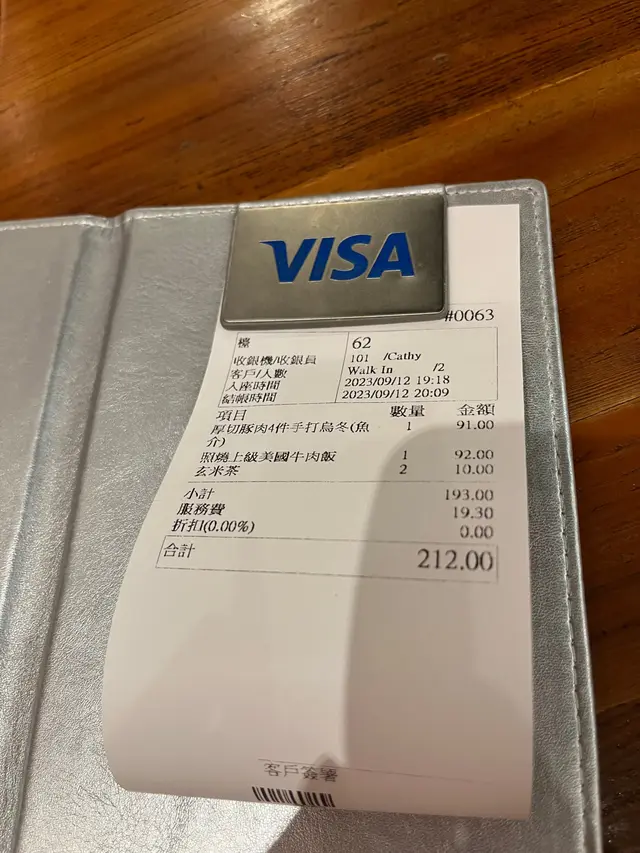 VISA
#0063
檯 62
收銀機/收銀員 101 /Cathy
客戶/人數 Walk In /2
入座時間 2023/09/12 19:18
結帳時間 2023/09/12 20:09
項目 數量 金額
厚切豚肉4件手打烏冬(魚 1 91.00
介)
照燒上級美國牛肉飯 1 92.00
玄米茶 2 10.00
小計 193.00
服務費 19.30
折扣(0.00%) 0.00
合計 212.00
客戶簽署